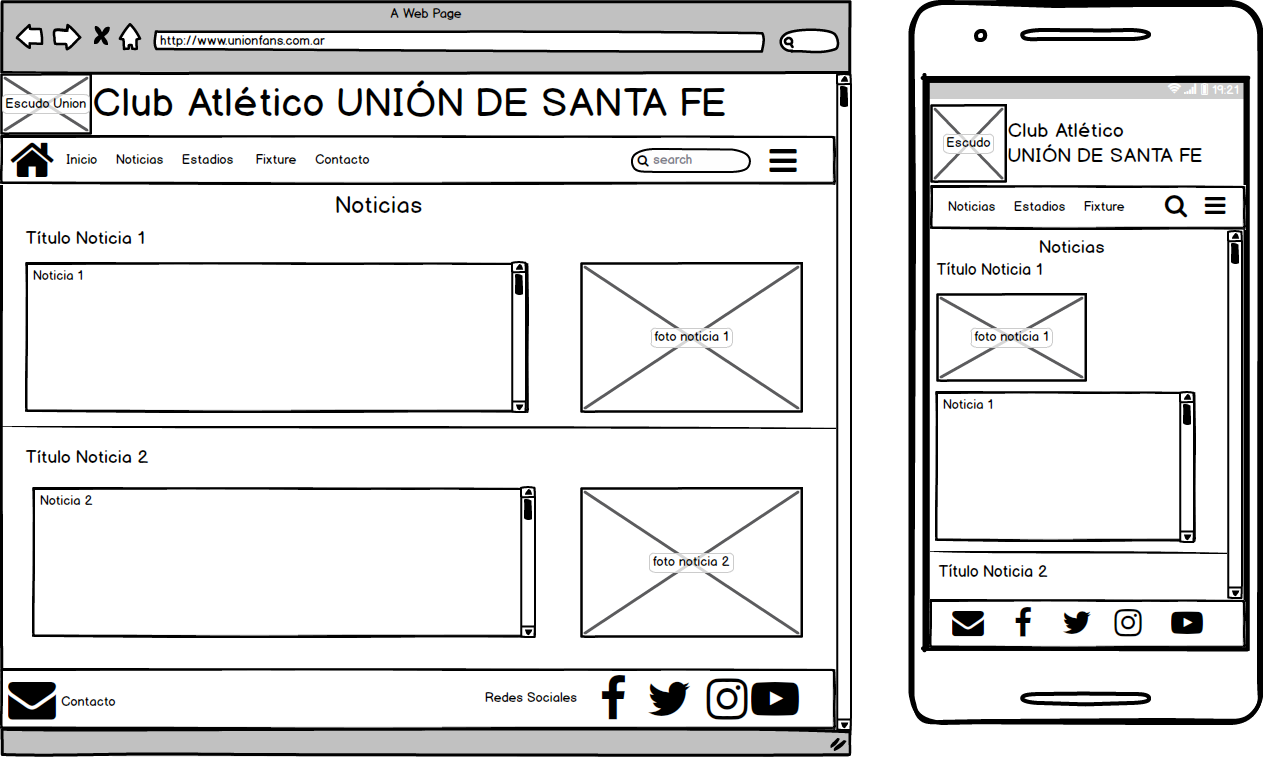 A Web Page
http://www.unionfans.com.ar
Escudo Union
Club Atlético UNIÓN DE SANTA FE
Inicio Noticias Estadios Fixture Contacto search
Noticias
Título Noticia 1
Noticia 1
foto noticia 1
Título Noticia 2
Noticia 2
foto noticia 2
Contacto
Redes Sociales
19:21
Escudo
Club Atlético
UNIÓN DE SANTA FE
Noticias Estadios Fixture
Noticias
Título Noticia 1
foto noticia 1
Noticia 1
Título Noticia 2